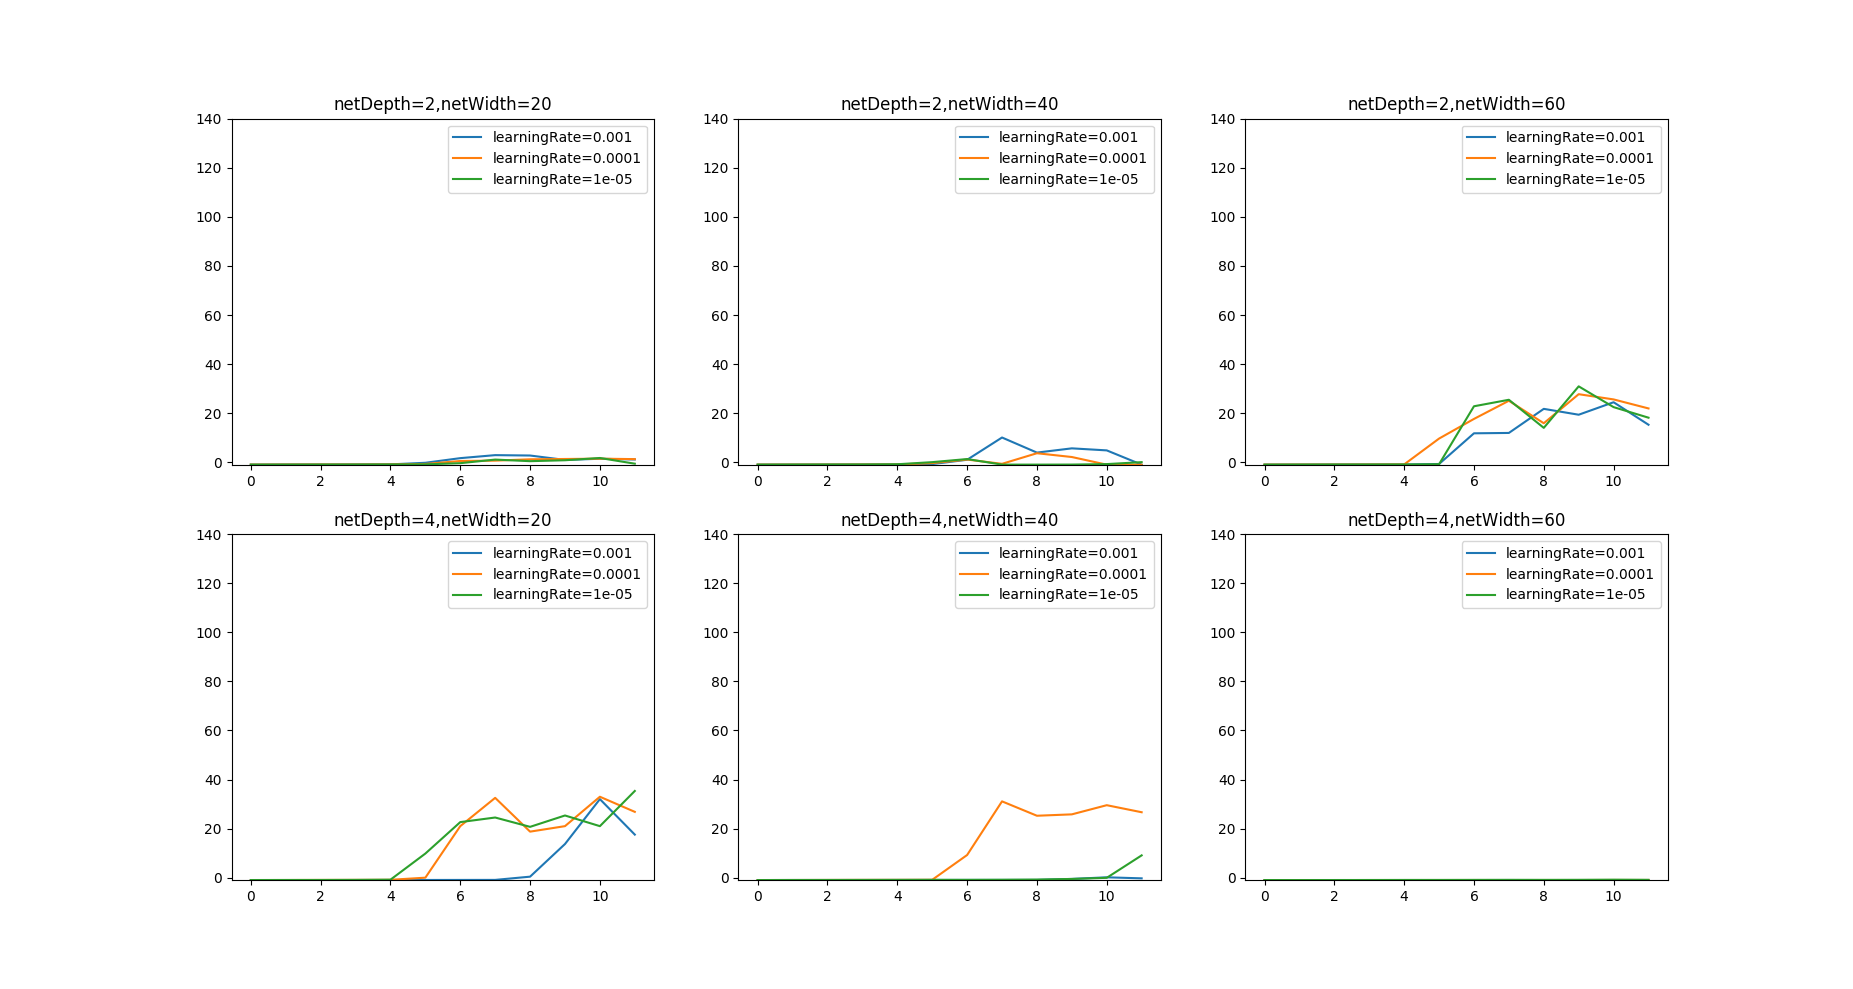 netDepth=2,netWidth=20
140
120
100
80
60
40
20
0
learningRate=0.001
learningRate=0.0001
learningRate=1e-05
0 2 4 6 8 10
netDepth=2,netWidth=40
140
120
100
80
60
40
20
0
learningRate=0.001
learningRate=0.0001
learningRate=1e-05
0 2 4 6 8 10
netDepth=2,netWidth=60
140
120
100
80
60
40
20
0
learningRate=0.001
learningRate=0.0001
learningRate=1e-05
0 2 4 6 8 10
netDepth=4,netWidth=20
140
120
100
80
60
40
20
0
learningRate=0.001
learningRate=0.0001
learningRate=1e-05
0 2 4 6 8 10
netDepth=4,netWidth=40
140
120
100
80
60
40
20
0
learningRate=0.001
learningRate=0.0001
learningRate=1e-05
0 2 4 6 8 10
netDepth=4,netWidth=60
140
120
100
80
60
40
20
0
learningRate=0.001
learningRate=0.0001
learningRate=1e-05
0 2 4 6 8 10